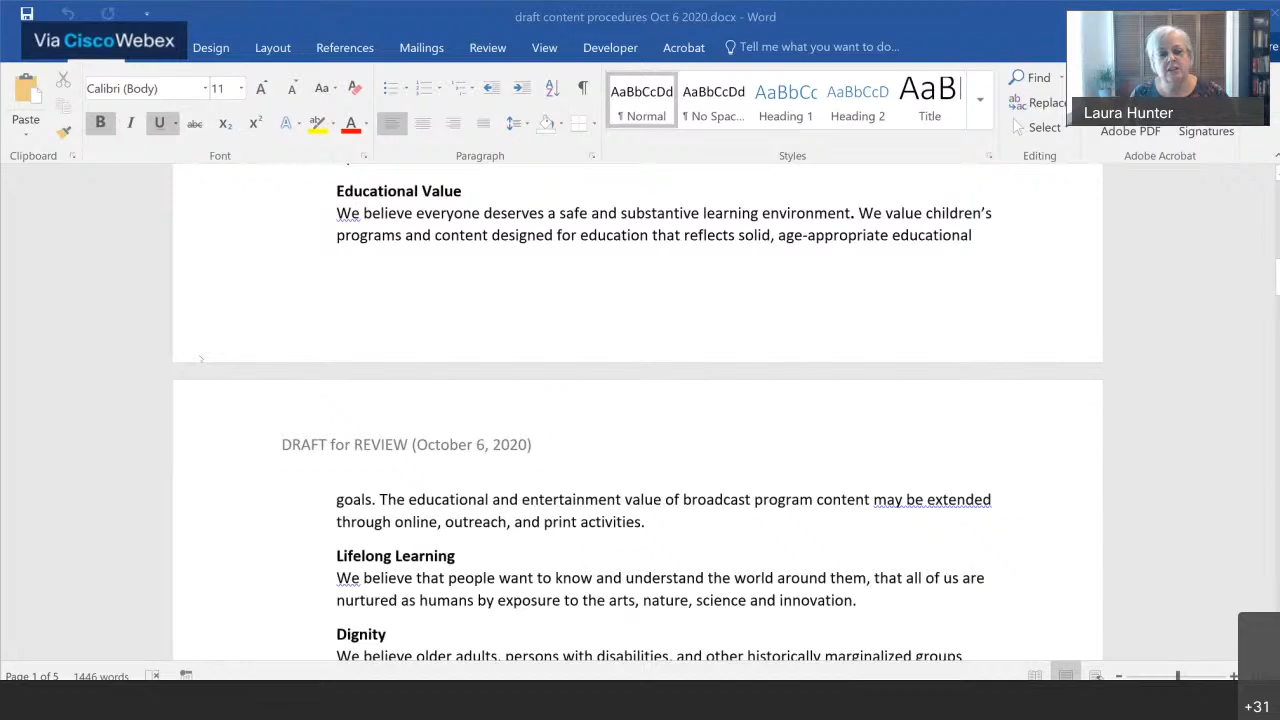 draft content procedures Oct 6 2020.docx - Word
Via Cisco Webex
Design Layout References Mailings Review View Developer Acrobat Tell me what you want to do...
Calibri (Body) 11 Aa
Paste
B I U abc X2 X2 A A
AaBbCcDd AaBbCcDd AaBbCc AaBbCcD AaB
¶ Normal ¶ No Spac... Heading 1 Heading 2 Title
Find
Replace
Select
Laura Hunter
Adobe PDF Signatures
Clipboard Font Paragraph Styles Editing Adobe Acrobat
Educational Value
We believe everyone deserves a safe and substantive learning environment. We value children’s
programs and content designed for education that reflects solid, age-appropriate educational
DRAFT for REVIEW (October 6, 2020)
goals. The educational and entertainment value of broadcast program content may be extended
through online, outreach, and print activities.
Lifelong Learning
We believe that people want to know and understand the world around them, that all of us are
nurtured as humans by exposure to the arts, nature, science and innovation.
Dignity
We believe older adults, persons with disabilities, and other historically marginalized groups
Page 1 of 5 1446 words
+31